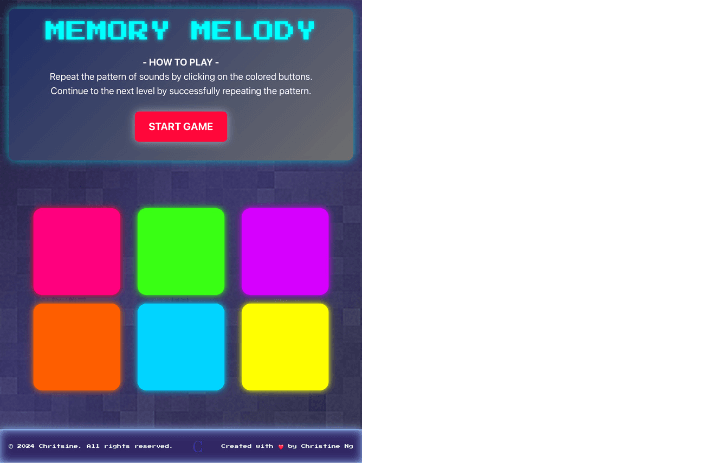 MEMORY MELODY
- HOW TO PLAY -
Repeat the pattern of sounds by clicking on the colored buttons.
Continue to the next level by successfully repeating the pattern.
START GAME
© 2024 Chritsine. All rights reserved.
Created with ❤ by Christine Ng